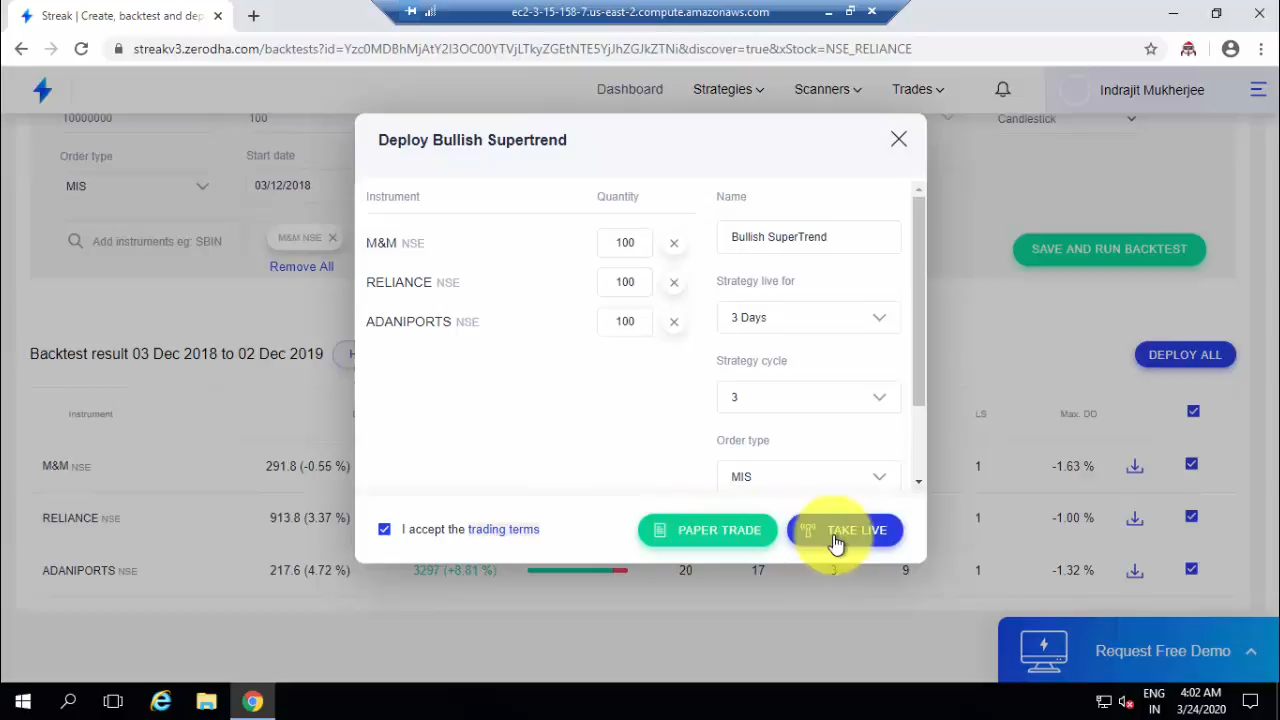 Streak | Create, backtest and dep
ec2-3-15-158-7.us-east-2.compute.amazonaws.com
streakv3.zerodha.com/backtests?id=Yzc0MDBhMjAtY2I3OC00YTVjLTkyZGEtNTE5YjJhZGJkZTNi&discover=true&xStock=NSE_RELIANCE
Dashboard Strategies Scanners Trades Indrajit Mukherjee
10000000 100 Candlestick
Deploy Bullish Supertrend
Order type Start date
MIS 03/12/2018
Instrument Quantity Name
Add instruments eg: SBIN M&M NSE
M&M NSE 100 Bullish SuperTrend
SAVE AND RUN BACKTEST
Remove All
RELIANCE NSE 100 Strategy live for
ADANIPORTS NSE 100 3 Days
Backtest result 03 Dec 2018 to 02 Dec 2019 H DEPLOY ALL
Strategy cycle
3
Instrument LS Max. DD
Order type
M&M NSE 291.8 (-0.55 %) 1 -1.63 %
MIS
RELIANCE NSE 913.8 (3.37 %) 1 -1.00 %
I accept the trading terms PAPER TRADE TAKE LIVE
ADANIPORTS NSE 217.6 (4.72 %) 3297 (+8.81 %) 20 17 3 9 1 -1.32 %
Request Free Demo
ENG 4:02 AM
IN 3/24/2020